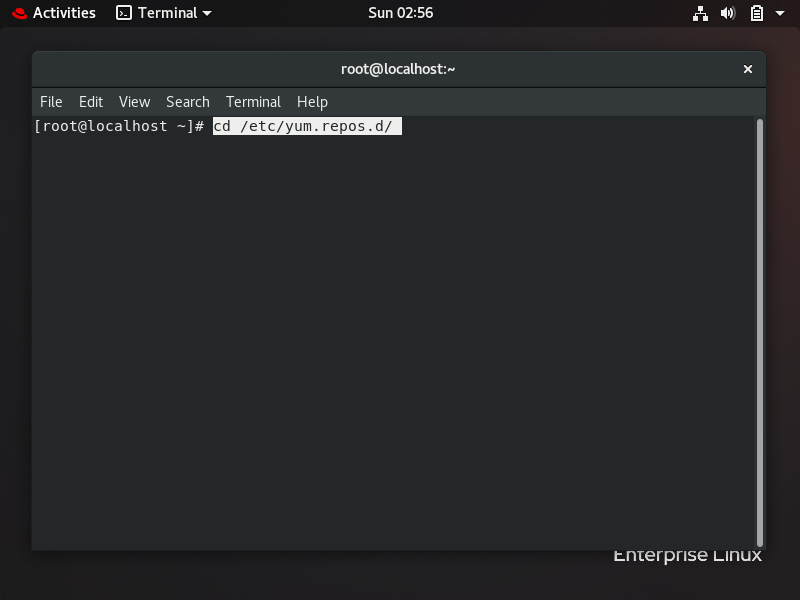 Activities Terminal Sun 02:56
root@localhost:~
File Edit View Search Terminal Help
[root@localhost ~]# cd /etc/yum.repos.d/
Enterprise Linux